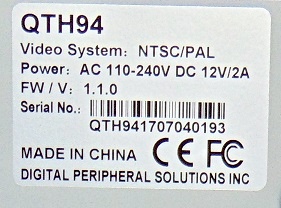 QTH94
Video System: NTSC/PAL
Power: AC 110-240V DC 12V/2A
FW / V: 1.1.0
Serial No.:
QTH941707040193
MADE IN CHINA CE FC
DIGITAL PERIPHERAL SOLUTIONS INC